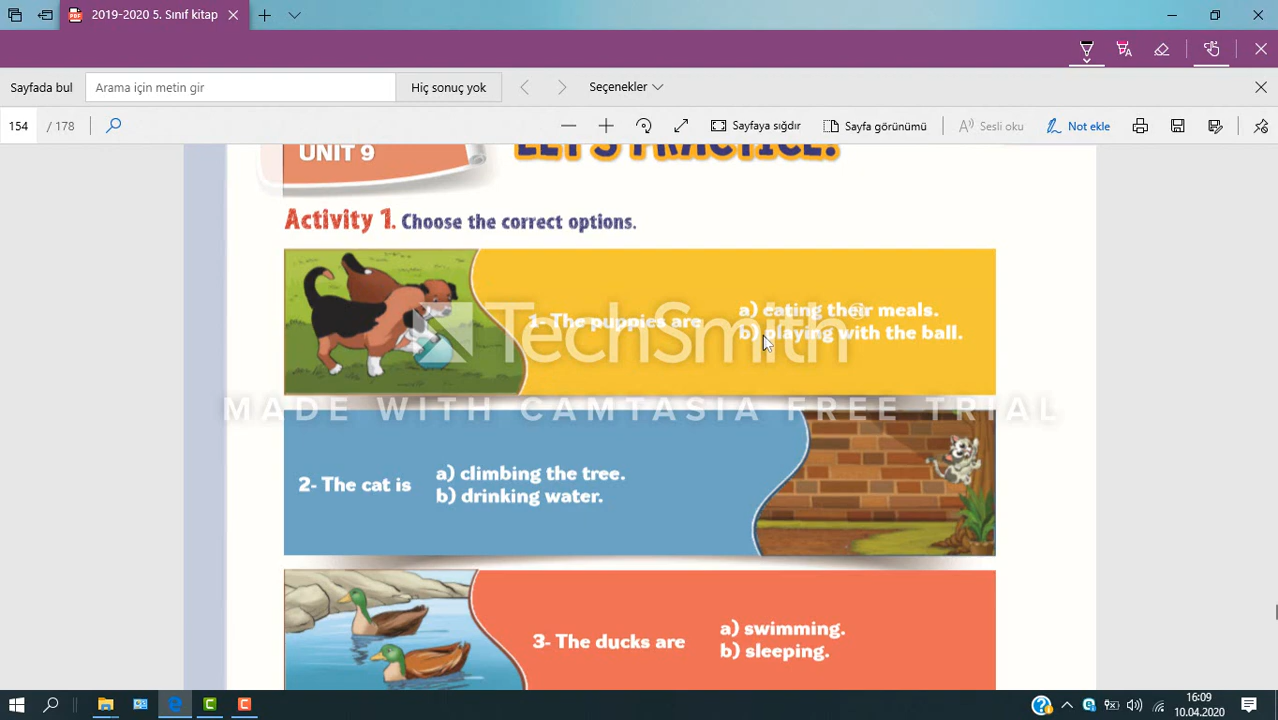 2019-2020 5. Sınıf kitap
Sayfada bul
Arama için metin gir
Hiç sonuç yok
Seçenekler
154 / 178
Sayfaya sığdır
Sayfa görünümü
Sesli oku
Not ekle
UNIT 9
LET'S PRACTICE!
Activity 1. Choose the correct options.
1- The puppies are
a) eating their meals.
b) playing with the ball.
TechSmith®
MADE WITH CAMTASIA FREE TRIAL
2- The cat is
a) climbing the tree.
b) drinking water.
3- The ducks are
a) swimming.
b) sleeping.
16:09
10.04.2020